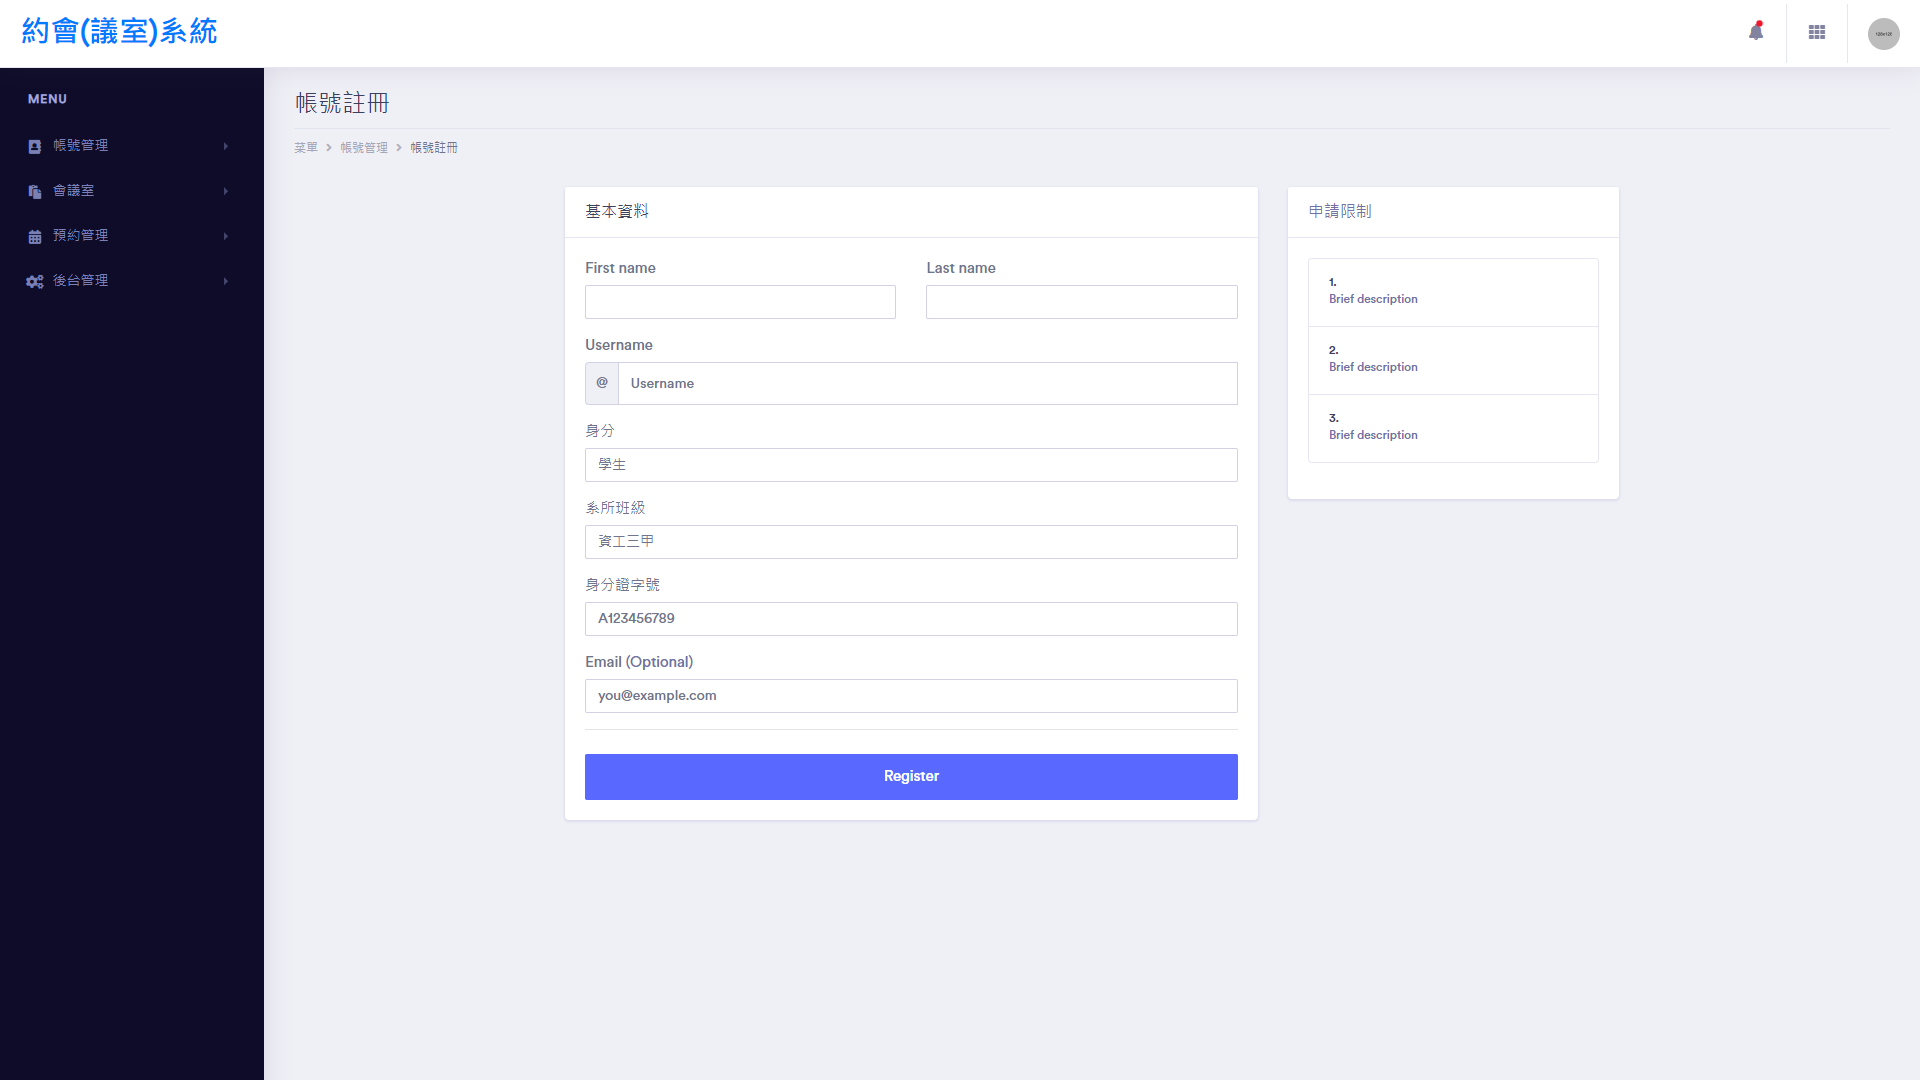 約會(議室)系統
MENU
帳號管理
會議室
預約管理
後台管理
帳號註冊
菜單 > 帳號管理 > 帳號註冊
基本資料
First name
Last name
Username
@ Username
身分
學生
系所班級
資工三甲
身分證字號
A123456789
Email (Optional)
you@example.com
Register
申請限制
1.
Brief description
2.
Brief description
3.
Brief description